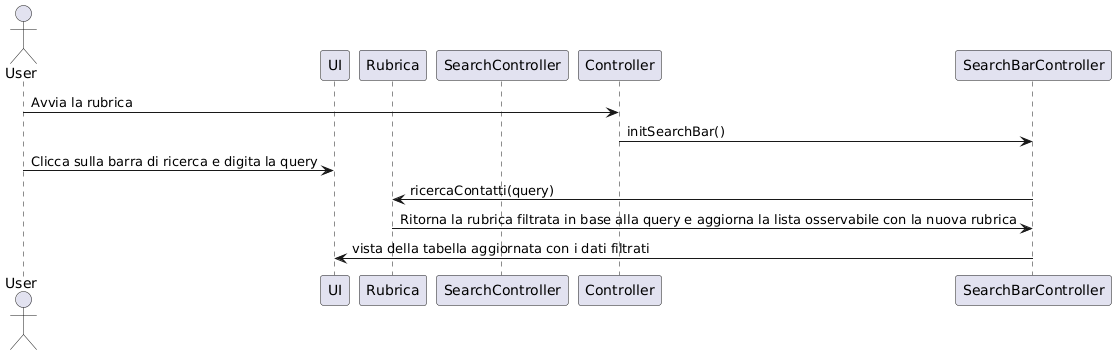 User
UI
Rubrica
SearchController
Controller
SearchBarController
Avvia la rubrica
initSearchBar()
Clicca sulla barra di ricerca e digita la query
ricercaContatti(query)
Ritorna la rubrica filtrata in base alla query e aggiorna la lista osservabile con la nuova rubrica
vista della tabella aggiornata con i dati filtrati
User
UI
Rubrica
SearchController
Controller
SearchBarController